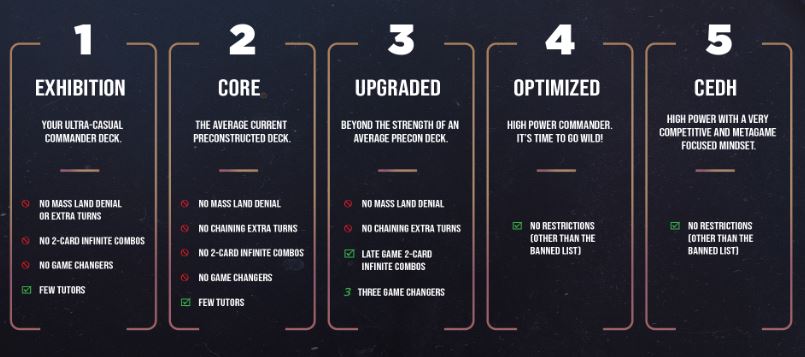 1
EXHIBITION
YOUR ULTRA-CASUAL
COMMANDER DECK.
NO MASS LAND DENIAL
OR EXTRA TURNS
NO 2-CARD INFINITE COMBOS
NO GAME CHANGERS
FEW TUTORS
2
CORE
THE AVERAGE CURRENT
PRECONSTRUCTED DECK.
NO MASS LAND DENIAL
NO CHAINING EXTRA TURNS
NO 2-CARD INFINITE COMBOS
NO GAME CHANGERS
FEW TUTORS
3
UPGRADED
BEYOND THE STRENGTH OF AN
AVERAGE PRECON DECK.
NO MASS LAND DENIAL
NO CHAINING EXTRA TURNS
LATE GAME 2-CARD
INFINITE COMBOS
3 THREE GAME CHANGERS
4
OPTIMIZED
HIGH POWER COMMANDER.
IT'S TIME TO GO WILD!
NO RESTRICTIONS
(OTHER THAN THE
BANNED LIST)
5
CEDH
HIGH POWER WITH A VERY
COMPETITIVE AND METAGAME
FOCUSED MINDSET.
NO RESTRICTIONS
(OTHER THAN THE
BANNED LIST)